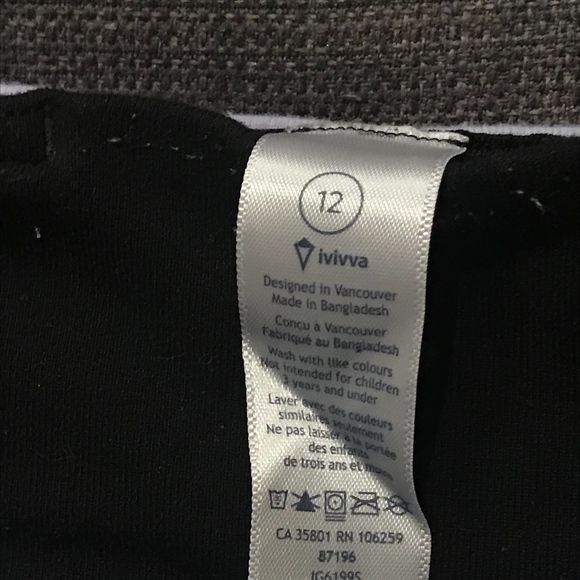 12
ivivva
Designed in Vancouver
Made in Bangladesh
Conçu à Vancouver
Fabriqué au Bangladesh
Wash with like colours
Not intended for children
3 years and under
Laver avec des couleurs
similaires seulement
Ne pas laisser à la portée
des enfants
de trois ans et moins
CA 35801 RN 106259
87196
IG6199S